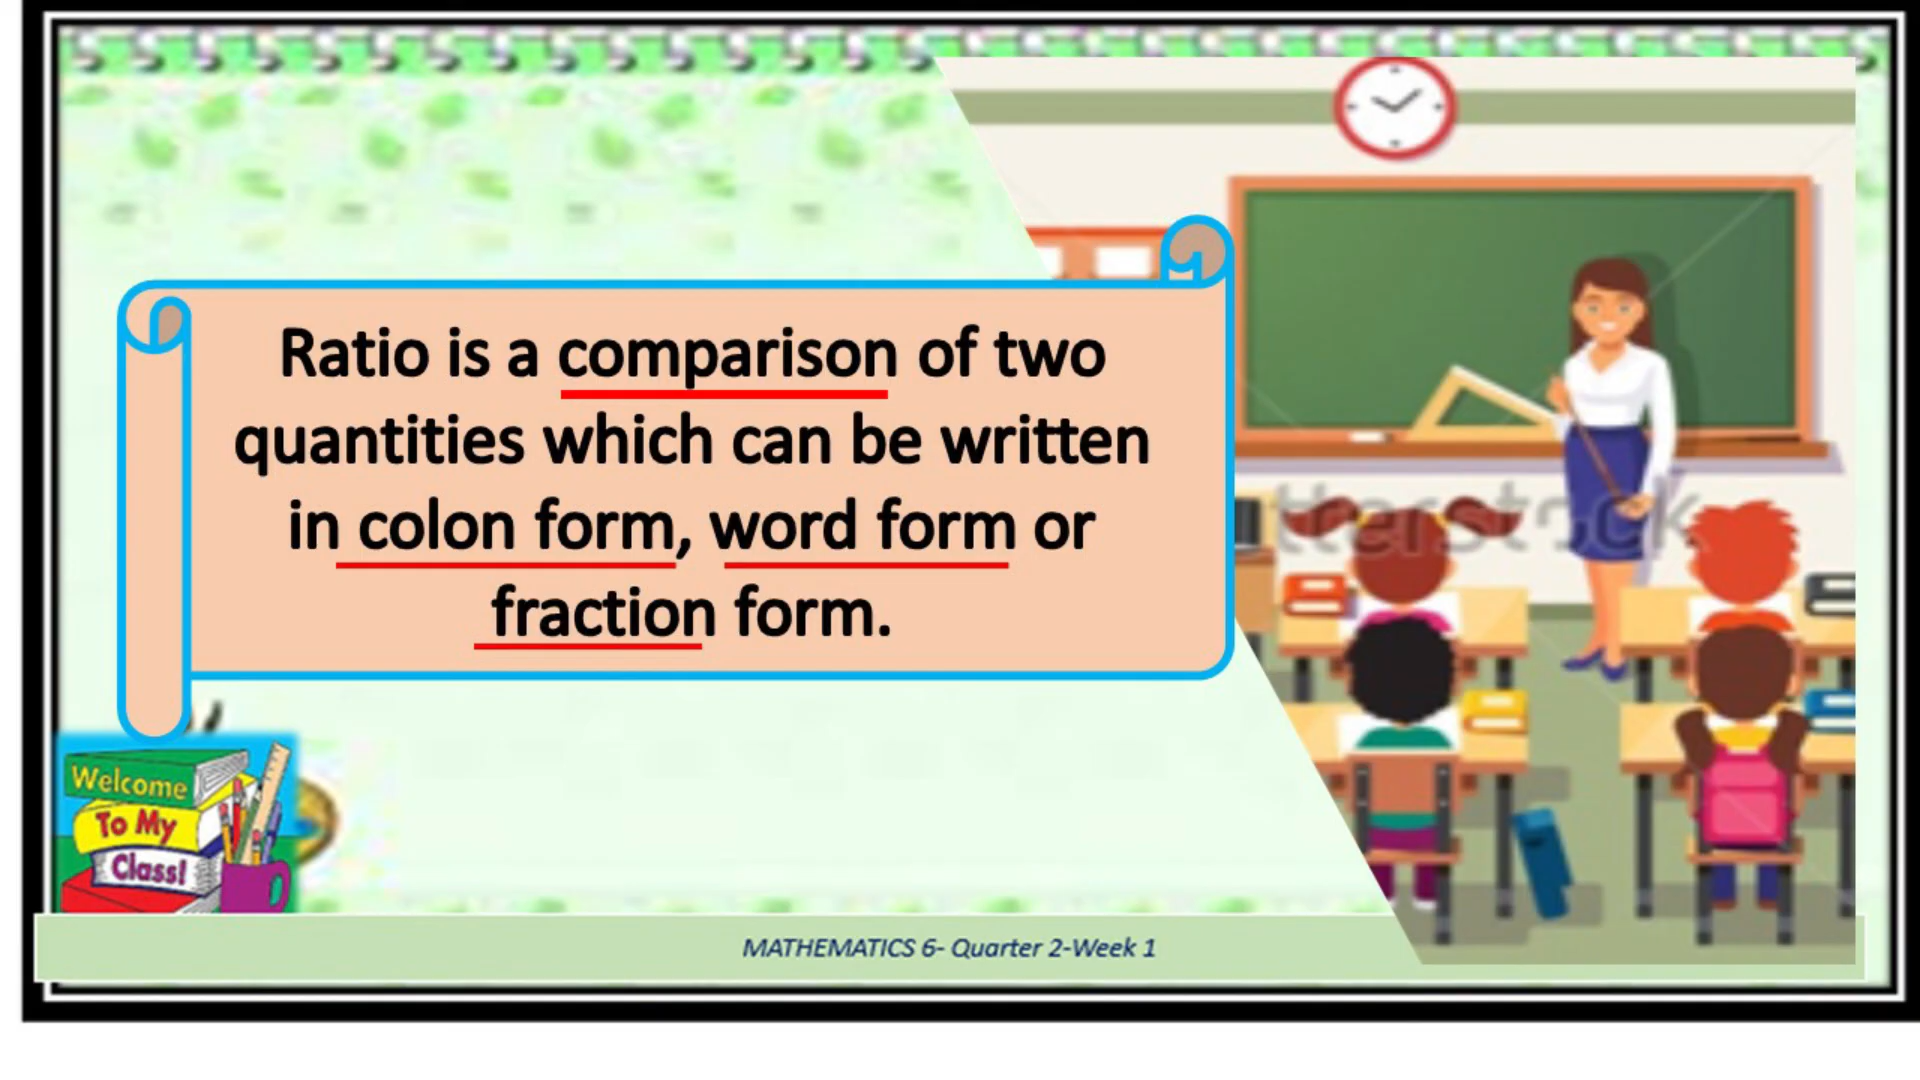 Ratio is a comparison of two
quantities which can be written
in colon form, word form or
fraction form.
Welcome
To My
Class!
MATHEMATICS 6- Quarter 2-Week 1